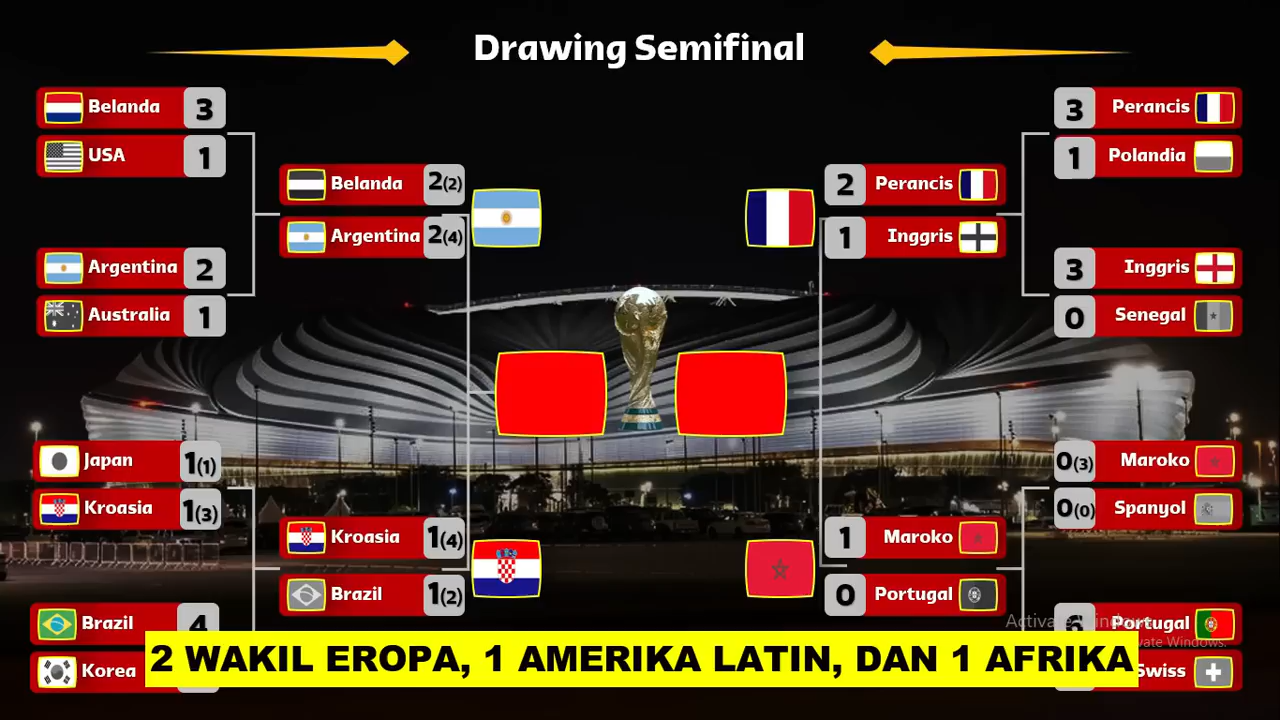 Drawing Semifinal
Belanda 3
USA 1
Argentina 2
Australia 1
Japan 1(1)
Kroasia 1(3)
Brazil 4
Korea
Belanda 2(2)
Argentina 2(4)
Kroasia 1(4)
Brazil 1(2)
2 Perancis
1 Inggris
1 Maroko
0 Portugal
3 Perancis
1 Polandia
3 Inggris
0 Senegal
0(3) Maroko
0(0) Spanyol
6 Portugal
Swiss
2 WAKIL EROPA, 1 AMERIKA LATIN, DAN 1 AFRIKA